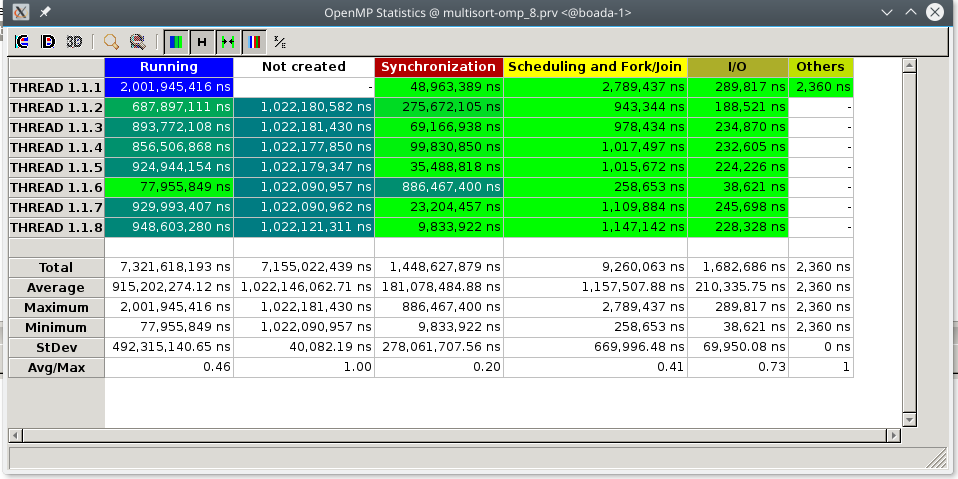 OpenMP Statistics @ multisort-omp_8.prv <@boada-1>
Running Not created Synchronization Scheduling and Fork/Join I/O Others
THREAD 1.1.1 2,001,945,416 ns - 48,963,389 ns 2,789,437 ns 289,817 ns 2,360 ns
THREAD 1.1.2 687,897,111 ns 1,022,180,582 ns 275,672,105 ns 943,344 ns 188,521 ns -
THREAD 1.1.3 893,772,108 ns 1,022,181,430 ns 69,166,938 ns 978,434 ns 234,870 ns -
THREAD 1.1.4 856,506,868 ns 1,022,177,850 ns 99,830,850 ns 1,017,497 ns 232,605 ns -
THREAD 1.1.5 924,944,154 ns 1,022,179,347 ns 35,488,818 ns 1,015,672 ns 224,226 ns -
THREAD 1.1.6 77,955,849 ns 1,022,090,957 ns 886,467,400 ns 258,653 ns 38,621 ns -
THREAD 1.1.7 929,993,407 ns 1,022,090,962 ns 23,204,457 ns 1,109,884 ns 245,698 ns -
THREAD 1.1.8 948,603,280 ns 1,022,121,311 ns 9,833,922 ns 1,147,142 ns 228,328 ns -
Total 7,321,618,193 ns 7,155,022,439 ns 1,448,627,879 ns 9,260,063 ns 1,682,686 ns 2,360 ns
Average 915,202,274.12 ns 1,022,146,062.71 ns 181,078,484.88 ns 1,157,507.88 ns 210,335.75 ns 2,360 ns
Maximum 2,001,945,416 ns 1,022,181,430 ns 886,467,400 ns 2,789,437 ns 289,817 ns 2,360 ns
Minimum 77,955,849 ns 1,022,090,957 ns 9,833,922 ns 258,653 ns 38,621 ns 2,360 ns
StDev 492,315,140.65 ns 40,082.19 ns 278,061,707.56 ns 669,996.48 ns 69,950.08 ns 0 ns
Avg/Max 0.46 1.00 0.20 0.41 0.73 1